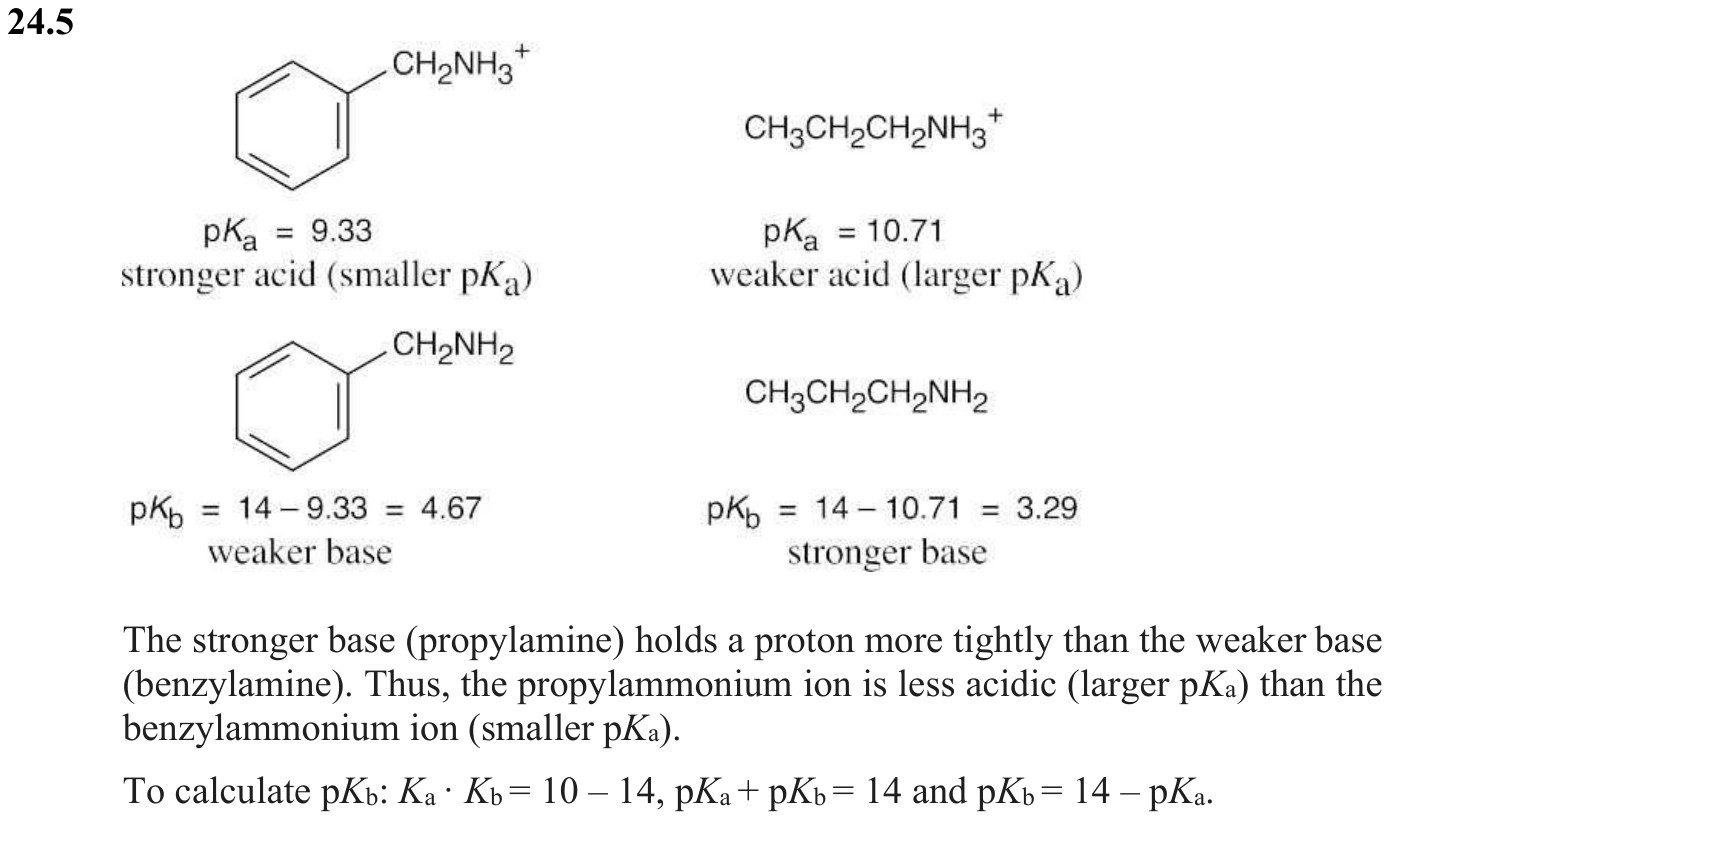 24.5
CH₂NH₃⁺
CH₃CH₂CH₂NH₃⁺
pKₐ = 9.33
pKₐ = 10.71
stronger acid (smaller pKₐ)
weaker acid (larger pKₐ)
CH₂NH₂
CH₃CH₂CH₂NH₂
pKb = 14 – 9.33 = 4.67
pKb = 14 – 10.71 = 3.29
weaker base
stronger base
The stronger base (propylamine) holds a proton more tightly than the weaker base
(benzylamine). Thus, the propylammonium ion is less acidic (larger pKa) than the
benzylammonium ion (smaller pKa).
To calculate pKb: Ka · Kb = 10 – 14, pKa + pKb = 14 and pKb = 14 – pKa.